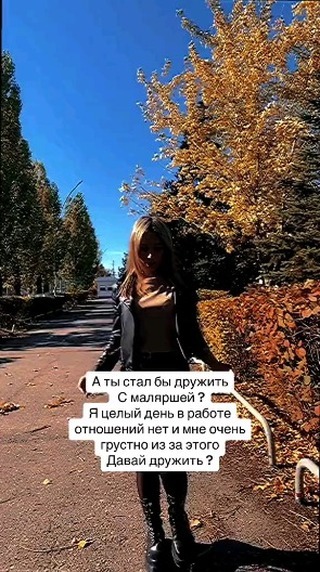 А ты стал бы дружить
С маляршей ?
Я целый день в работе
отношений нет и мне очень
грустно из за этого
Давай дружить ?